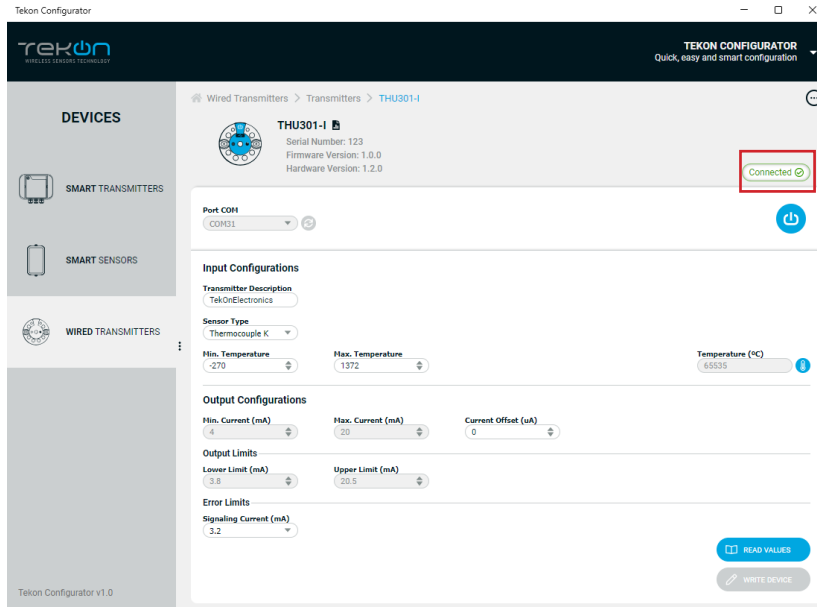 Tekon Configurator
TEKON
WIRELESS SENSORS TECHNOLOGY
TEKON CONFIGURATOR
Quick, easy and smart configuration
DEVICES
SMART TRANSMITTERS
SMART SENSORS
WIRED TRANSMITTERS
Tekon Configurator v1.0
Wired Transmitters > Transmitters > THU301-I
THU301-I
Serial Number: 123
Firmware Version: 1.0.0
Hardware Version: 1.2.0
Connected
Port COM
COM31
Input Configurations
Transmitter Description
TekOnElectronics
Sensor Type
Thermocouple K
Min. Temperature Max. Temperature Temperature (ºC)
-270 1372 65535
Output Configurations
Min. Current (mA) Max. Current (mA) Current Offset (uA)
4 20 0
Output Limits
Lower Limit (mA) Upper Limit (mA)
3.8 20.5
Error Limits
Signaling Current (mA)
3.2
READ VALUES
WRITE DEVICE